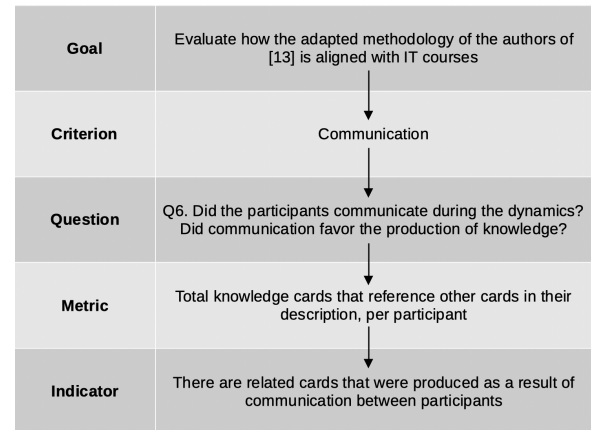 Goal
Evaluate how the adapted methodology of the authors of
[13] is aligned with IT courses
Criterion
Communication
Question
Q6. Did the participants communicate during the dynamics?
Did communication favor the production of knowledge?
Metric
Total knowledge cards that reference other cards in their
description, per participant
Indicator
There are related cards that were produced as a result of
communication between participants